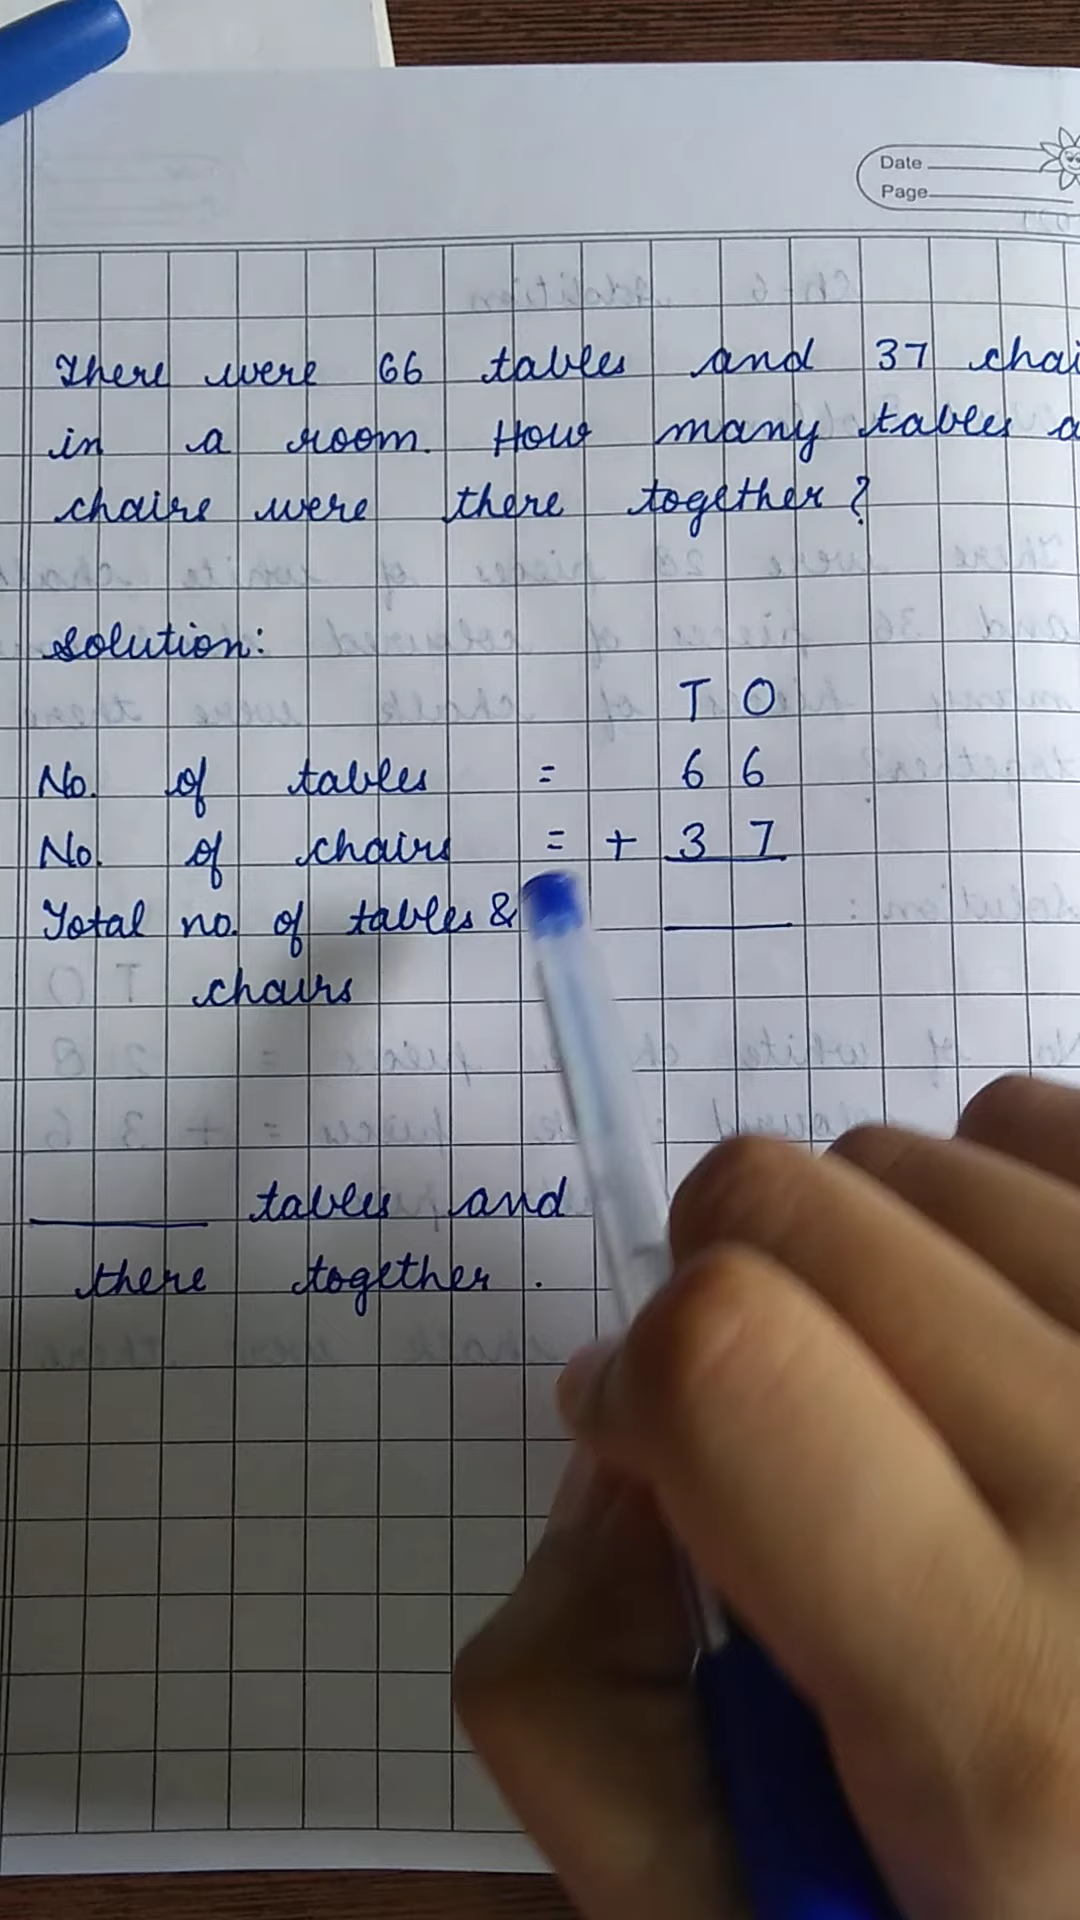 Date
Page
There were 66 tables and 37 chai
in a room. How many tables a
chairs were there together?
Solution:
T O
No. of tables = 6 6
No. of chairs = + 3 7
Total no. of tables &
chairs
tables and
there together.